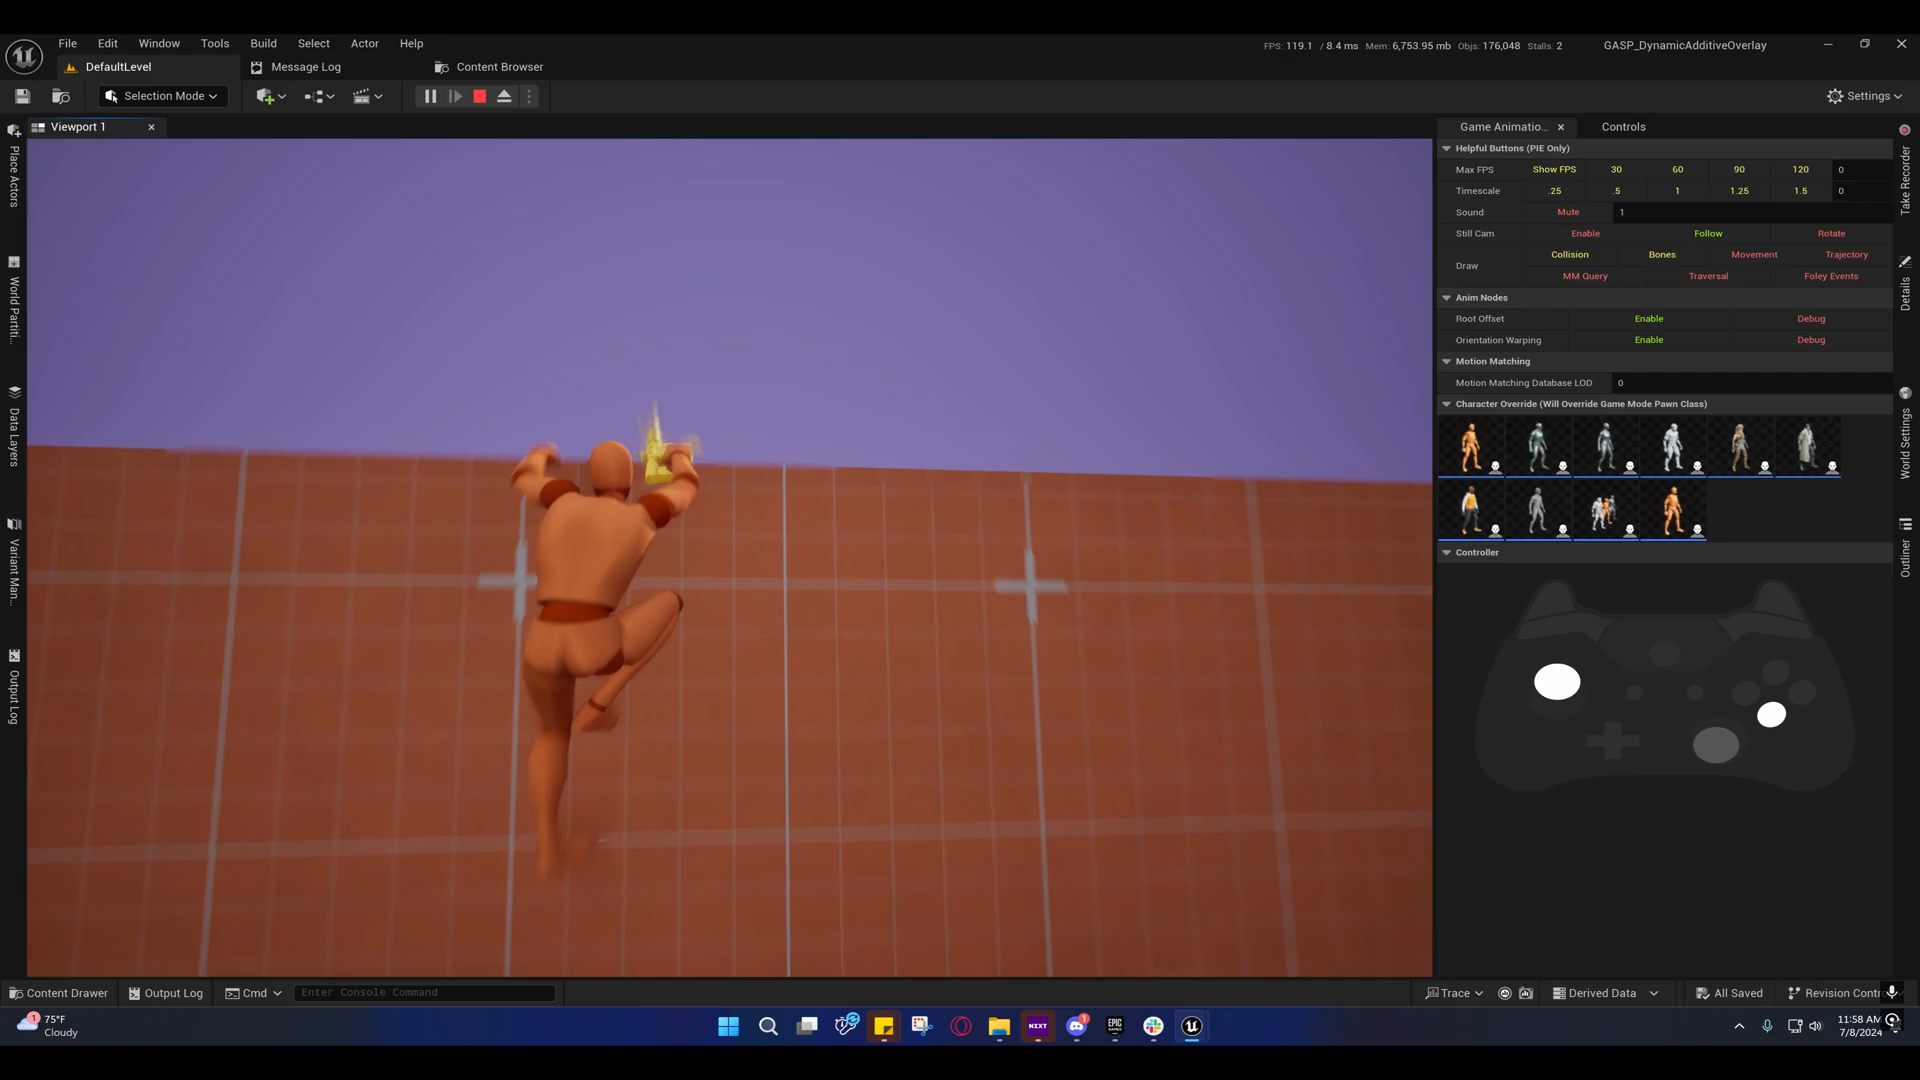 File Edit Window Tools Build Select Actor Help
FPS: 119.1 / 8.4 ms Mem: 6,753.95 mb Objs: 176,048 Stalls: 2
GASP_DynamicAdditiveOverlay
DefaultLevel
Message Log
Content Browser
Selection Mode
Settings
Viewport 1
Game Animatio...
Controls
Place Actors
World Partiti...
Data Layers
Variant Man...
Output Log
Helpful Buttons (PIE Only)
Max FPS Show FPS 30 60 90 120 0
Timescale .25 .5 1 1.25 1.5 0
Sound Mute 1
Still Cam Enable Follow Rotate
Draw Collision Bones Movement Trajectory
MM Query Traversal Foley Events
Anim Nodes
Root Offset Enable Debug
Orientation Warping Enable Debug
Motion Matching
Motion Matching Database LOD 0
Character Override (Will Override Game Mode Pawn Class)
Controller
Take Recorder
Details
World Settings
Outliner
Content Drawer
Output Log
Cmd
Enter Console Command
Trace
Derived Data
All Saved
Revision Contr
1
75°F
Cloudy
NZXT
1
EPIC GAMES
11:58 AM
7/8/2024